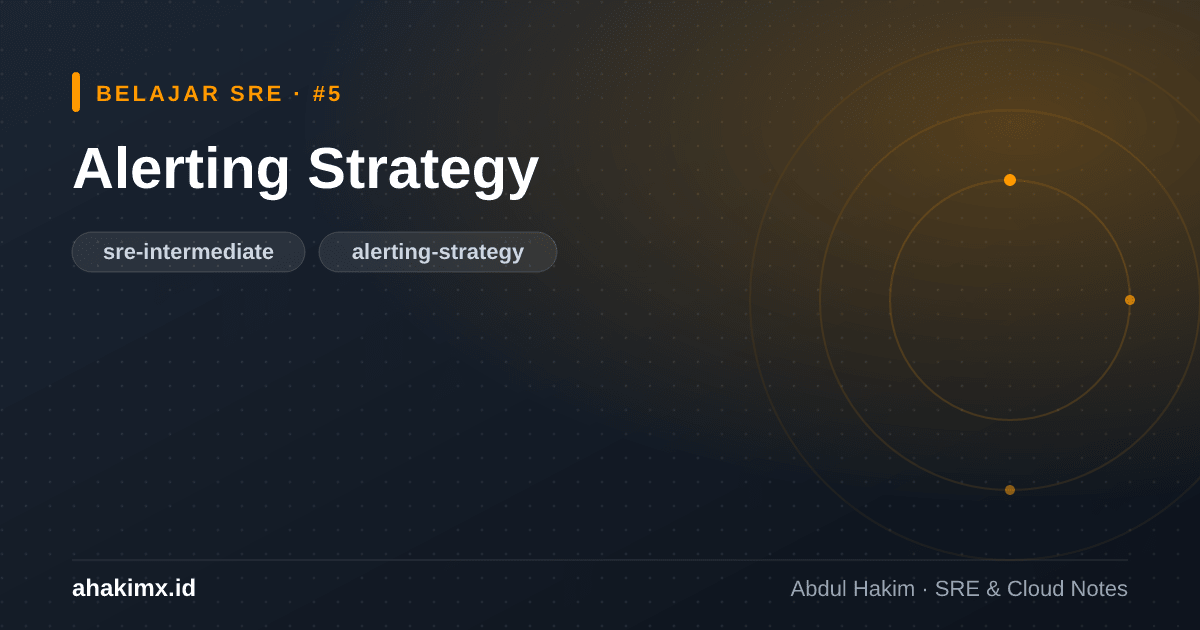 BELAJAR SRE · #5
Alerting Strategy
sre-intermediate alerting-strategy
ahakimx.id
Abdul Hakim · SRE & Cloud Notes